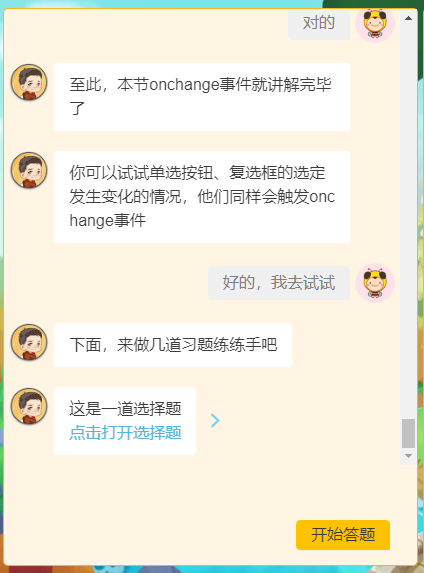 对的
至此，本节onchange事件就讲解完毕
了
你可以试试单选按钮、复选框的选定
发生变化的情况，他们同样会触发onc
hange事件
好的，我去试试
下面，来做几道习题练练手吧
这是一道选择题
点击打开选择题
开始答题